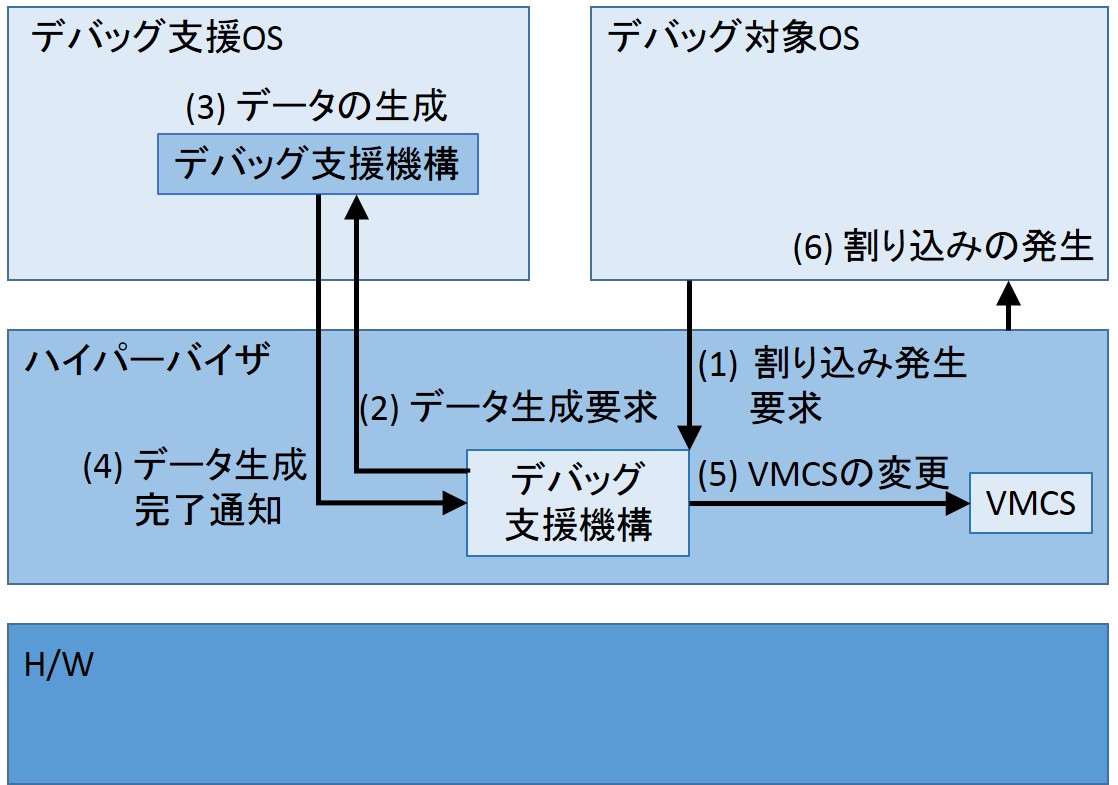 デバッグ支援OS
(3) データの生成
デバッグ支援機構
デバッグ対象OS
(6) 割り込みの発生
ハイパーバイザ
(1) 割り込み発生
要求
(2) データ生成要求
(4) データ生成
完了通知
デバッグ
支援機構
(5) VMCSの変更
VMCS
H/W